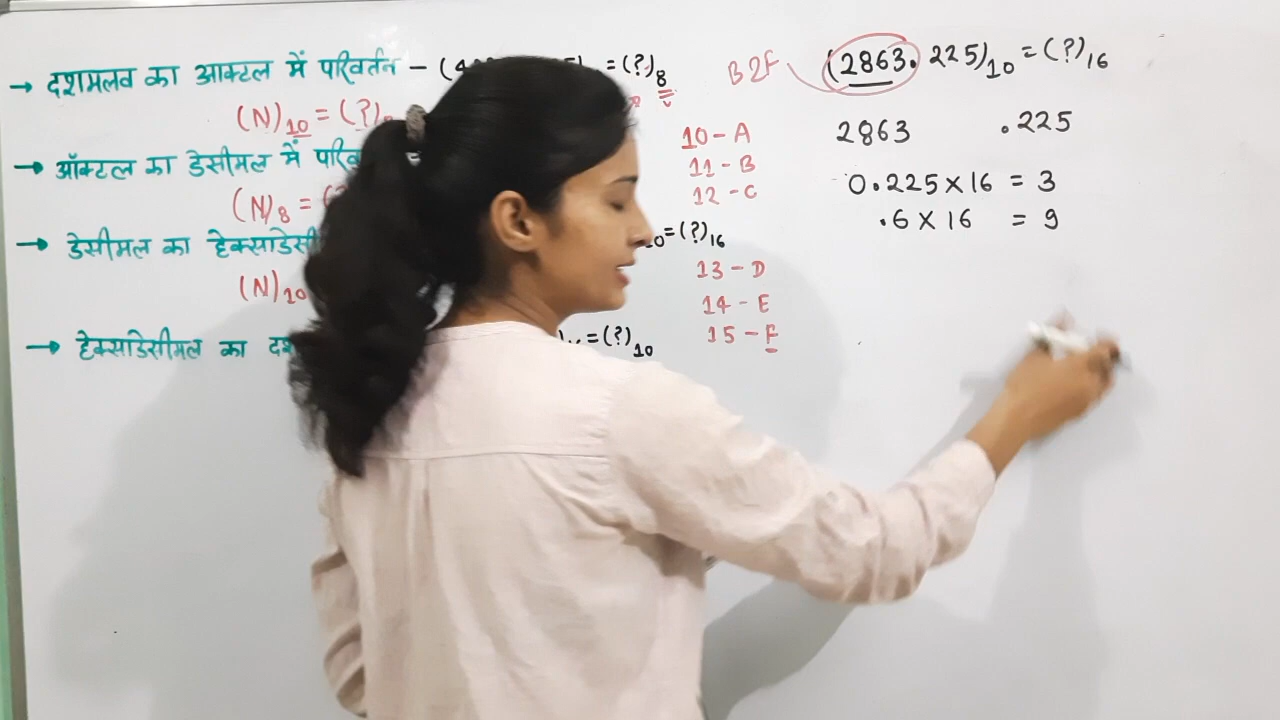 → दशमलव का आक्टल में परिवर्तन – (4 = (?)8
(N)10 = (?)
→ ऑक्टल का डेसीमल में
(N)8 =
→ डेसीमल का = (?)16
(N)10
→ हेक्साडेसीमल का = (?)10
10 – A
11 – B
12 – C
13 – D
14 – E
15 – F
B2F (2863.225)10 = (?)16
2863 .225
0.225 × 16 = 3
.6 × 16 = 9